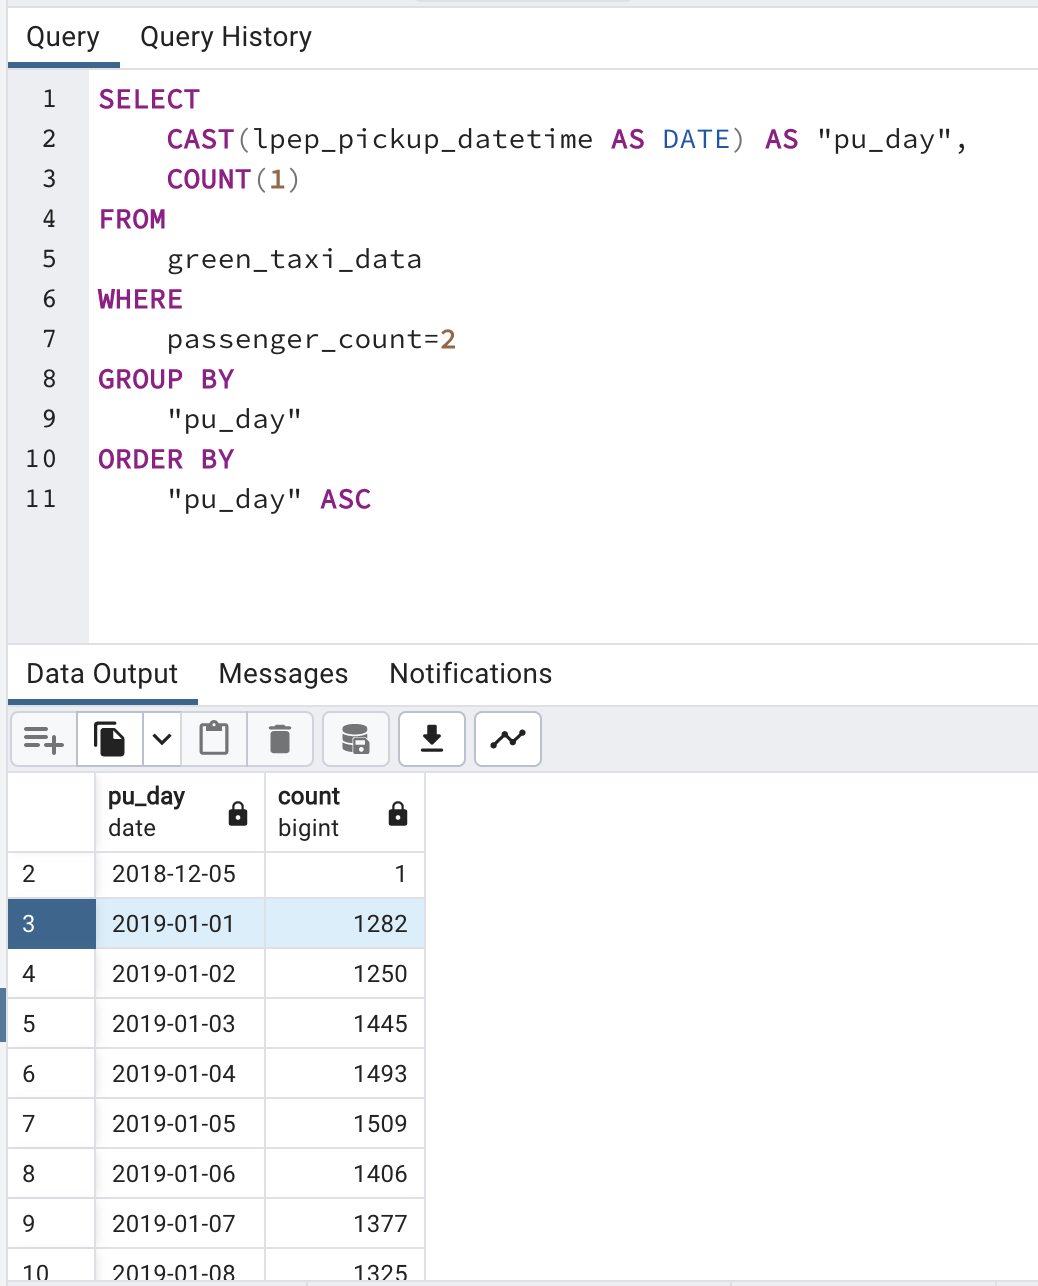 Query Query History
1 SELECT
2 CAST(lpep_pickup_datetime AS DATE) AS "pu_day",
3 COUNT(1)
4 FROM
5 green_taxi_data
6 WHERE
7 passenger_count=2
8 GROUP BY
9 "pu_day"
10 ORDER BY
11 "pu_day" ASC
Data Output Messages Notifications
pu_day count
date bigint
2 2018-12-05 1
3 2019-01-01 1282
4 2019-01-02 1250
5 2019-01-03 1445
6 2019-01-04 1493
7 2019-01-05 1509
8 2019-01-06 1406
9 2019-01-07 1377
10 2019-01-08 1325